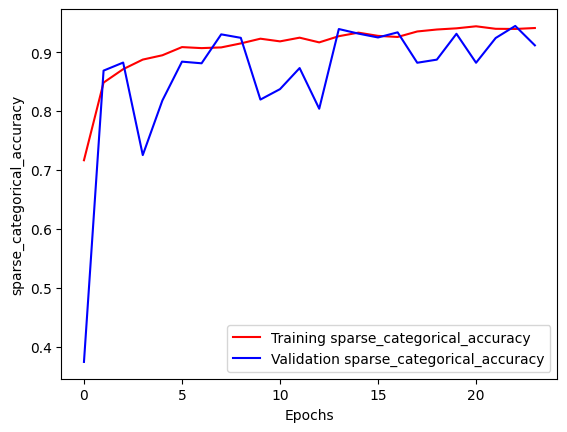 0.9
0.8
0.7
0.6
0.5
0.4
sparse_categorical_accuracy
Training sparse_categorical_accuracy
Validation sparse_categorical_accuracy
0 5 10 15 20
Epochs